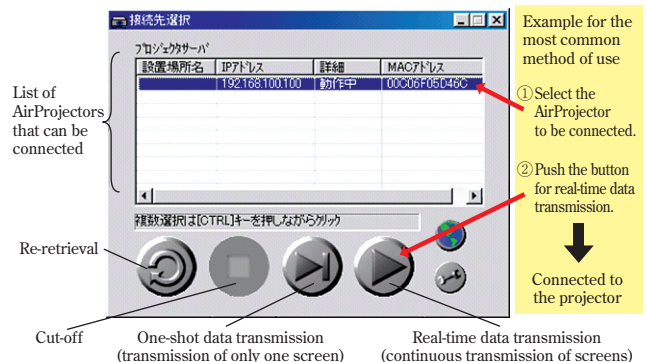 接続先選択
プロジェクタサーバ
設置場所名 IPアドレス 詳細 MACアドレス
192.168.100.100 動作中 00C06F05D46C
複数選択は[CTRL]キーを押しながらクリック
List of
AirProjectors
that can be
connected
Re-retrieval
Cut-off
One-shot data transmission
(transmission of only one screen)
Real-time data transmission
(continuous transmission of screens)
Example for the
most common
method of use
①Select the
AirProjector
to be connected.
②Push the button
for real-time data
transmission.
Connected to
the projector